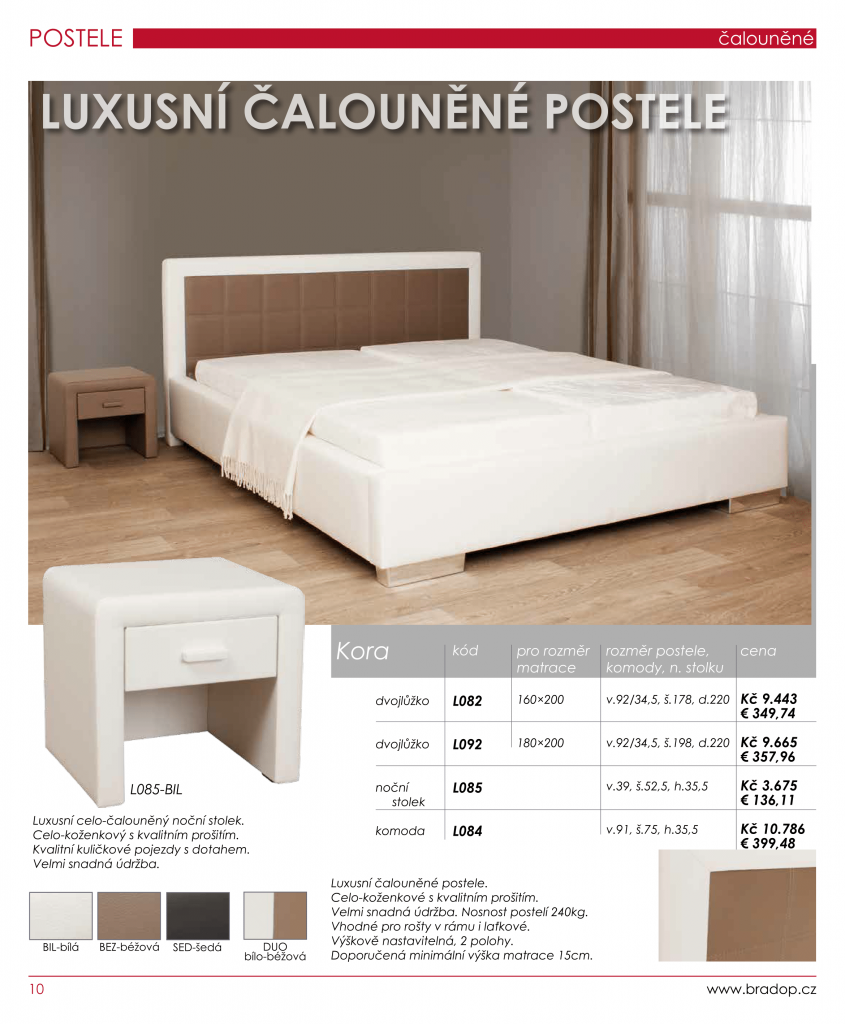 POSTELE
čalouněné
LUXUSNÍ ČALOUNĚNÉ POSTELE
Kora
kód
pro rozměr
matrace
rozměr postele,
komody, n. stolku
cena
dvojlůžko L082 160×200 v.92/34,5, š.178, d.220 Kč 9.443
€ 349,74
dvojlůžko L092 180×200 v.92/34,5, š.198, d.220 Kč 9.665
€ 357,96
noční L085 v.39, š.52,5, h.35,5 Kč 3.675
stolek € 136,11
komoda L084 v.91, š.75, h.35,5 Kč 10.786
€ 399,48
L085-BIL
Luxusní celo-čalouněný noční stolek.
Celo-koženkový s kvalitním prošitím.
Kvalitní kuličkové pojezdy s dotahem.
Velmi snadná údržba.
BIL-bílá
BEZ-béžová
SED-šedá
DUO
bílo-béžová
Luxusní čalouněné postele.
Celo-koženkové s kvalitním prošitím.
Velmi snadná údržba. Nosnost postelí 240kg.
Vhodné pro rošty v rámu i laťkové.
Výškově nastavitelná, 2 polohy.
Doporučená minimální výška matrace 15cm.
10
www.bradop.cz